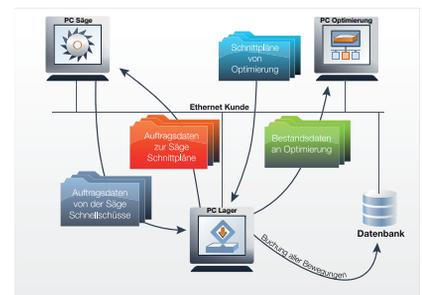 PC Säge
Schnittpläne
von
Optimierung
PC Optimierung
Ethernet Kunde
Auftragsdaten
zur Säge
Schnittpläne
Bestandsdaten
an Optimierung
Auftragsdaten
von der Säge
Schnellschüsse
PC Lager
Datenbank
Buchung aller Bewegungen